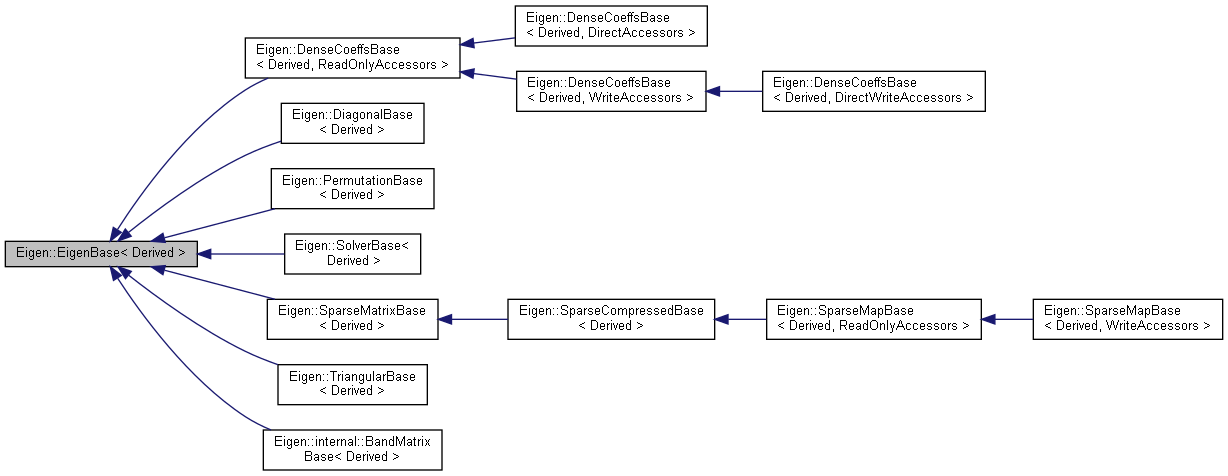 Eigen::DenseCoeffsBase
< Derived, DirectAccessors >
Eigen::DenseCoeffsBase
< Derived, ReadOnlyAccessors >
Eigen::DenseCoeffsBase
< Derived, WriteAccessors >
Eigen::DenseCoeffsBase
< Derived, DirectWriteAccessors >
Eigen::DiagonalBase
< Derived >
Eigen::PermutationBase
< Derived >
Eigen::EigenBase< Derived >
Eigen::SolverBase<
Derived >
Eigen::SparseMatrixBase
< Derived >
Eigen::SparseCompressedBase
< Derived >
Eigen::SparseMapBase
< Derived, ReadOnlyAccessors >
Eigen::SparseMapBase
< Derived, WriteAccessors >
Eigen::TriangularBase
< Derived >
Eigen::internal::BandMatrix
Base< Derived >